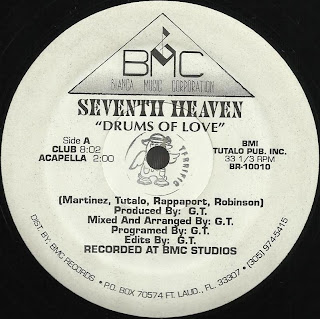 BMC
BIANCA MUSIC CORPORATION
SEVENTH HEAVEN
"DRUMS OF LOVE"
Side A
CLUB 8:02
ACAPELLA 2:00
TFERRIFIC
BMI
TUTALO PUB. INC.
33 1/3 RPM
BR-10010
(Martinez, Tutalo, Rappaport, Robinson)
Produced By: G.T.
Mixed And Arranged By: G.T.
Programed By: G.T.
Edits By: G.T.
RECORDED AT BMC STUDIOS
DIST. BY: BMC RECORDS • P.O. BOX 70574 FT. LAUD., FL. 33307 • (305) 974-5415